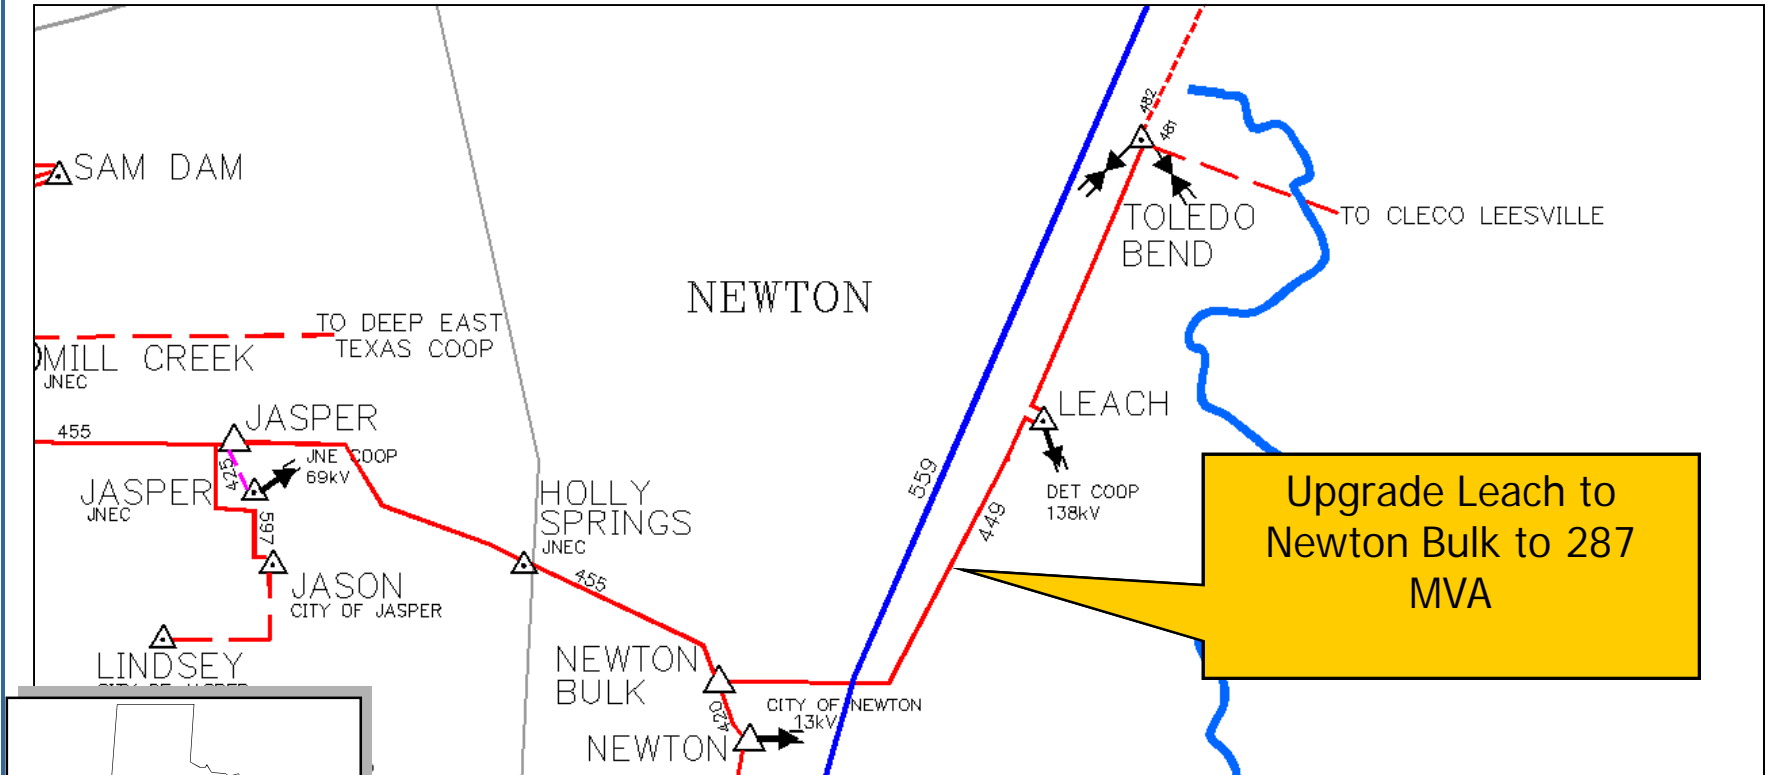 482
481
SAM DAM
TOLEDO
BEND
TO CLECO LEESVILLE
NEWTON
TO DEEP EAST
TEXAS COOP
MILL CREEK
JNEC
JASPER
455
425
JNE COOP
69kV
JASPER
JNEC
597
LEACH
DET COOP
138kV
559
449
HOLLY
SPRINGS
JNEC
455
JASON
CITY OF JASPER
LINDSEY
CITY OF JASPER
Upgrade Leach to
Newton Bulk to 287
MVA
NEWTON
BULK
420
CITY OF NEWTON
13kV
NEWTON